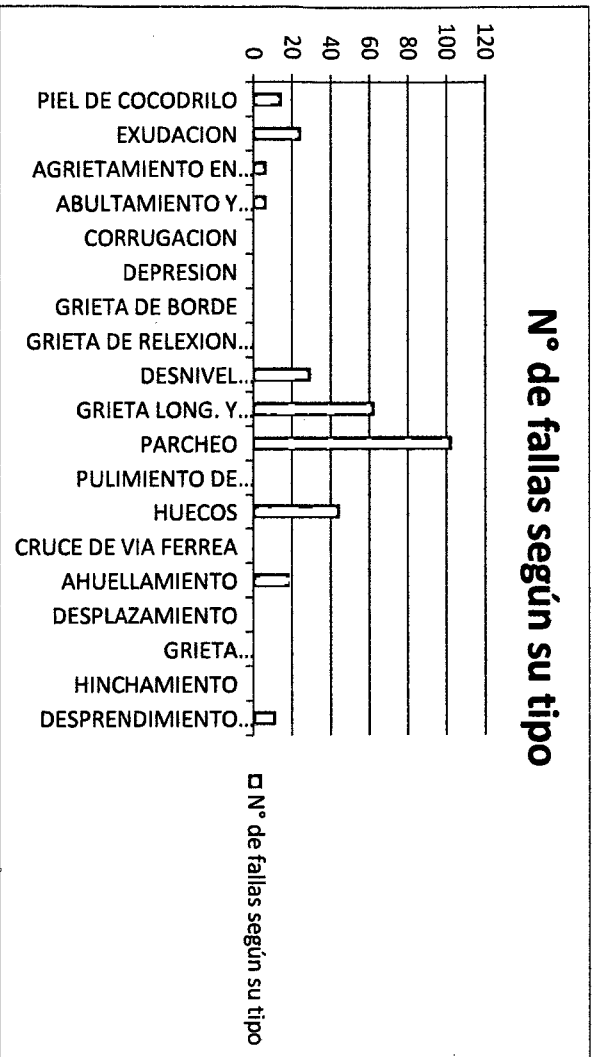 N° de fallas según su tipo
120
100
80
60
40
20
0
PIEL DE COCODRILO
EXUDACION
AGRIETAMIENTO EN...
ABULTAMIENTO Y...
CORRUGACION
DEPRESION
GRIETA DE BORDE
GRIETA DE RELEXION...
DESNIVEL...
GRIETA LONG. Y...
PARCHEO
PULIMIENTO DE...
HUECOS
CRUCE DE VIA FERREA
AHUELLAMIENTO
DESPLAZAMIENTO
GRIETA...
HINCHAMIENTO
DESPRENDIMIENTO...
N° de fallas según su tipo